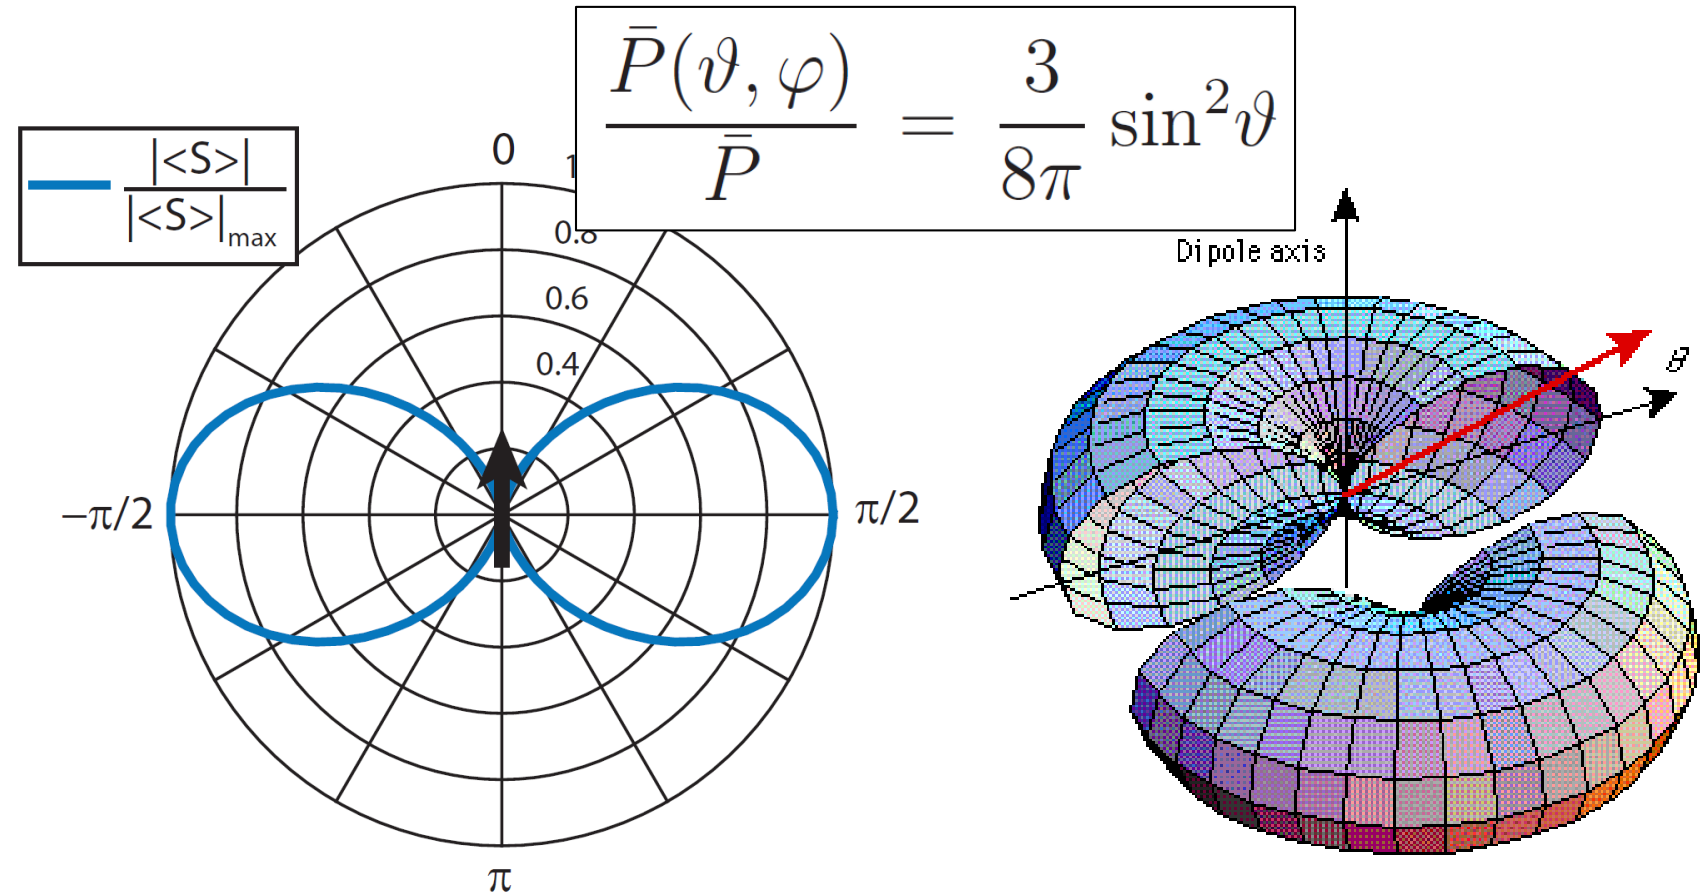 P̄(ϑ, φ) / P̄ = 3 / 8π sin²ϑ
|<S>|
|<S>|max
0
1
0.8
0.6
0.4
−π/2
π/2
π
Dipole axis
θ